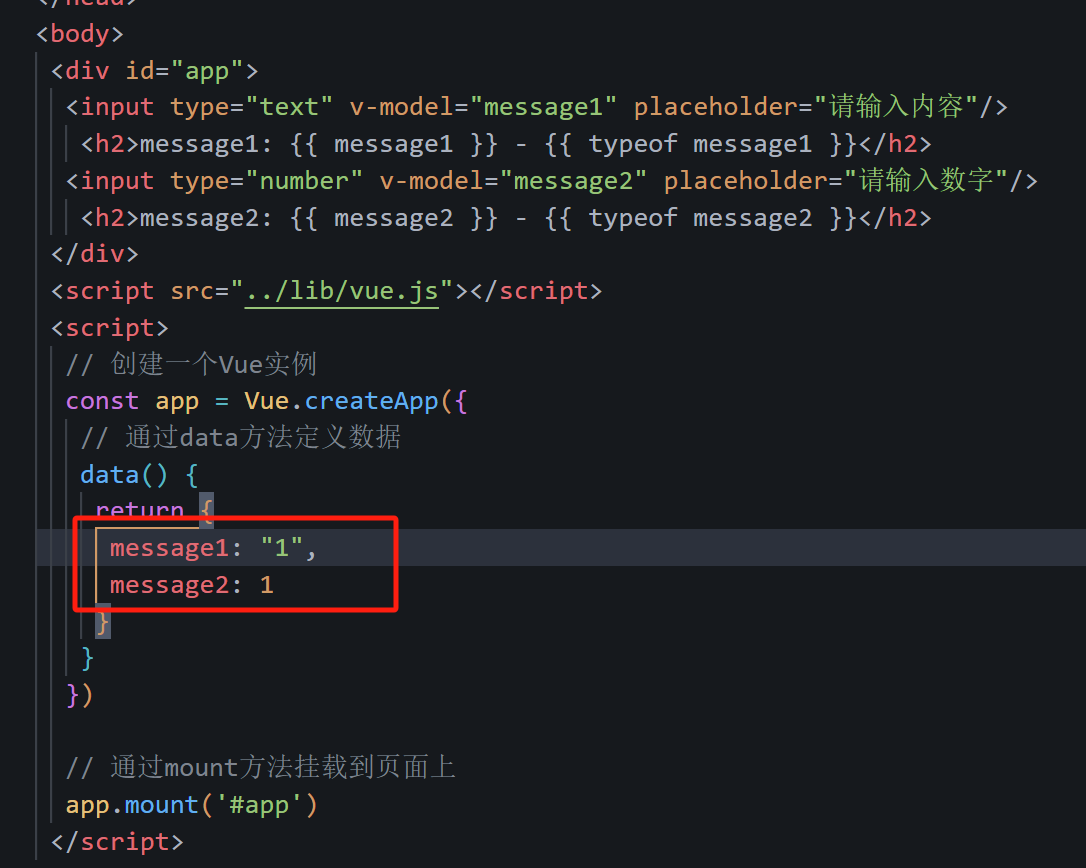 </head>
<body>
<div id="app">
<input type="text" v-model="message1" placeholder="请输入内容"/>
<h2>message1: {{ message1 }} - {{ typeof message1 }}</h2>
<input type="number" v-model="message2" placeholder="请输入数字"/>
<h2>message2: {{ message2 }} - {{ typeof message2 }}</h2>
</div>
<script src="../lib/vue.js"></script>
<script>
// 创建一个Vue实例
const app = Vue.createApp({
// 通过data方法定义数据
data() {
return {
message1: "1",
message2: 1
}
}
})
// 通过mount方法挂载到页面上
app.mount('#app')
</script>